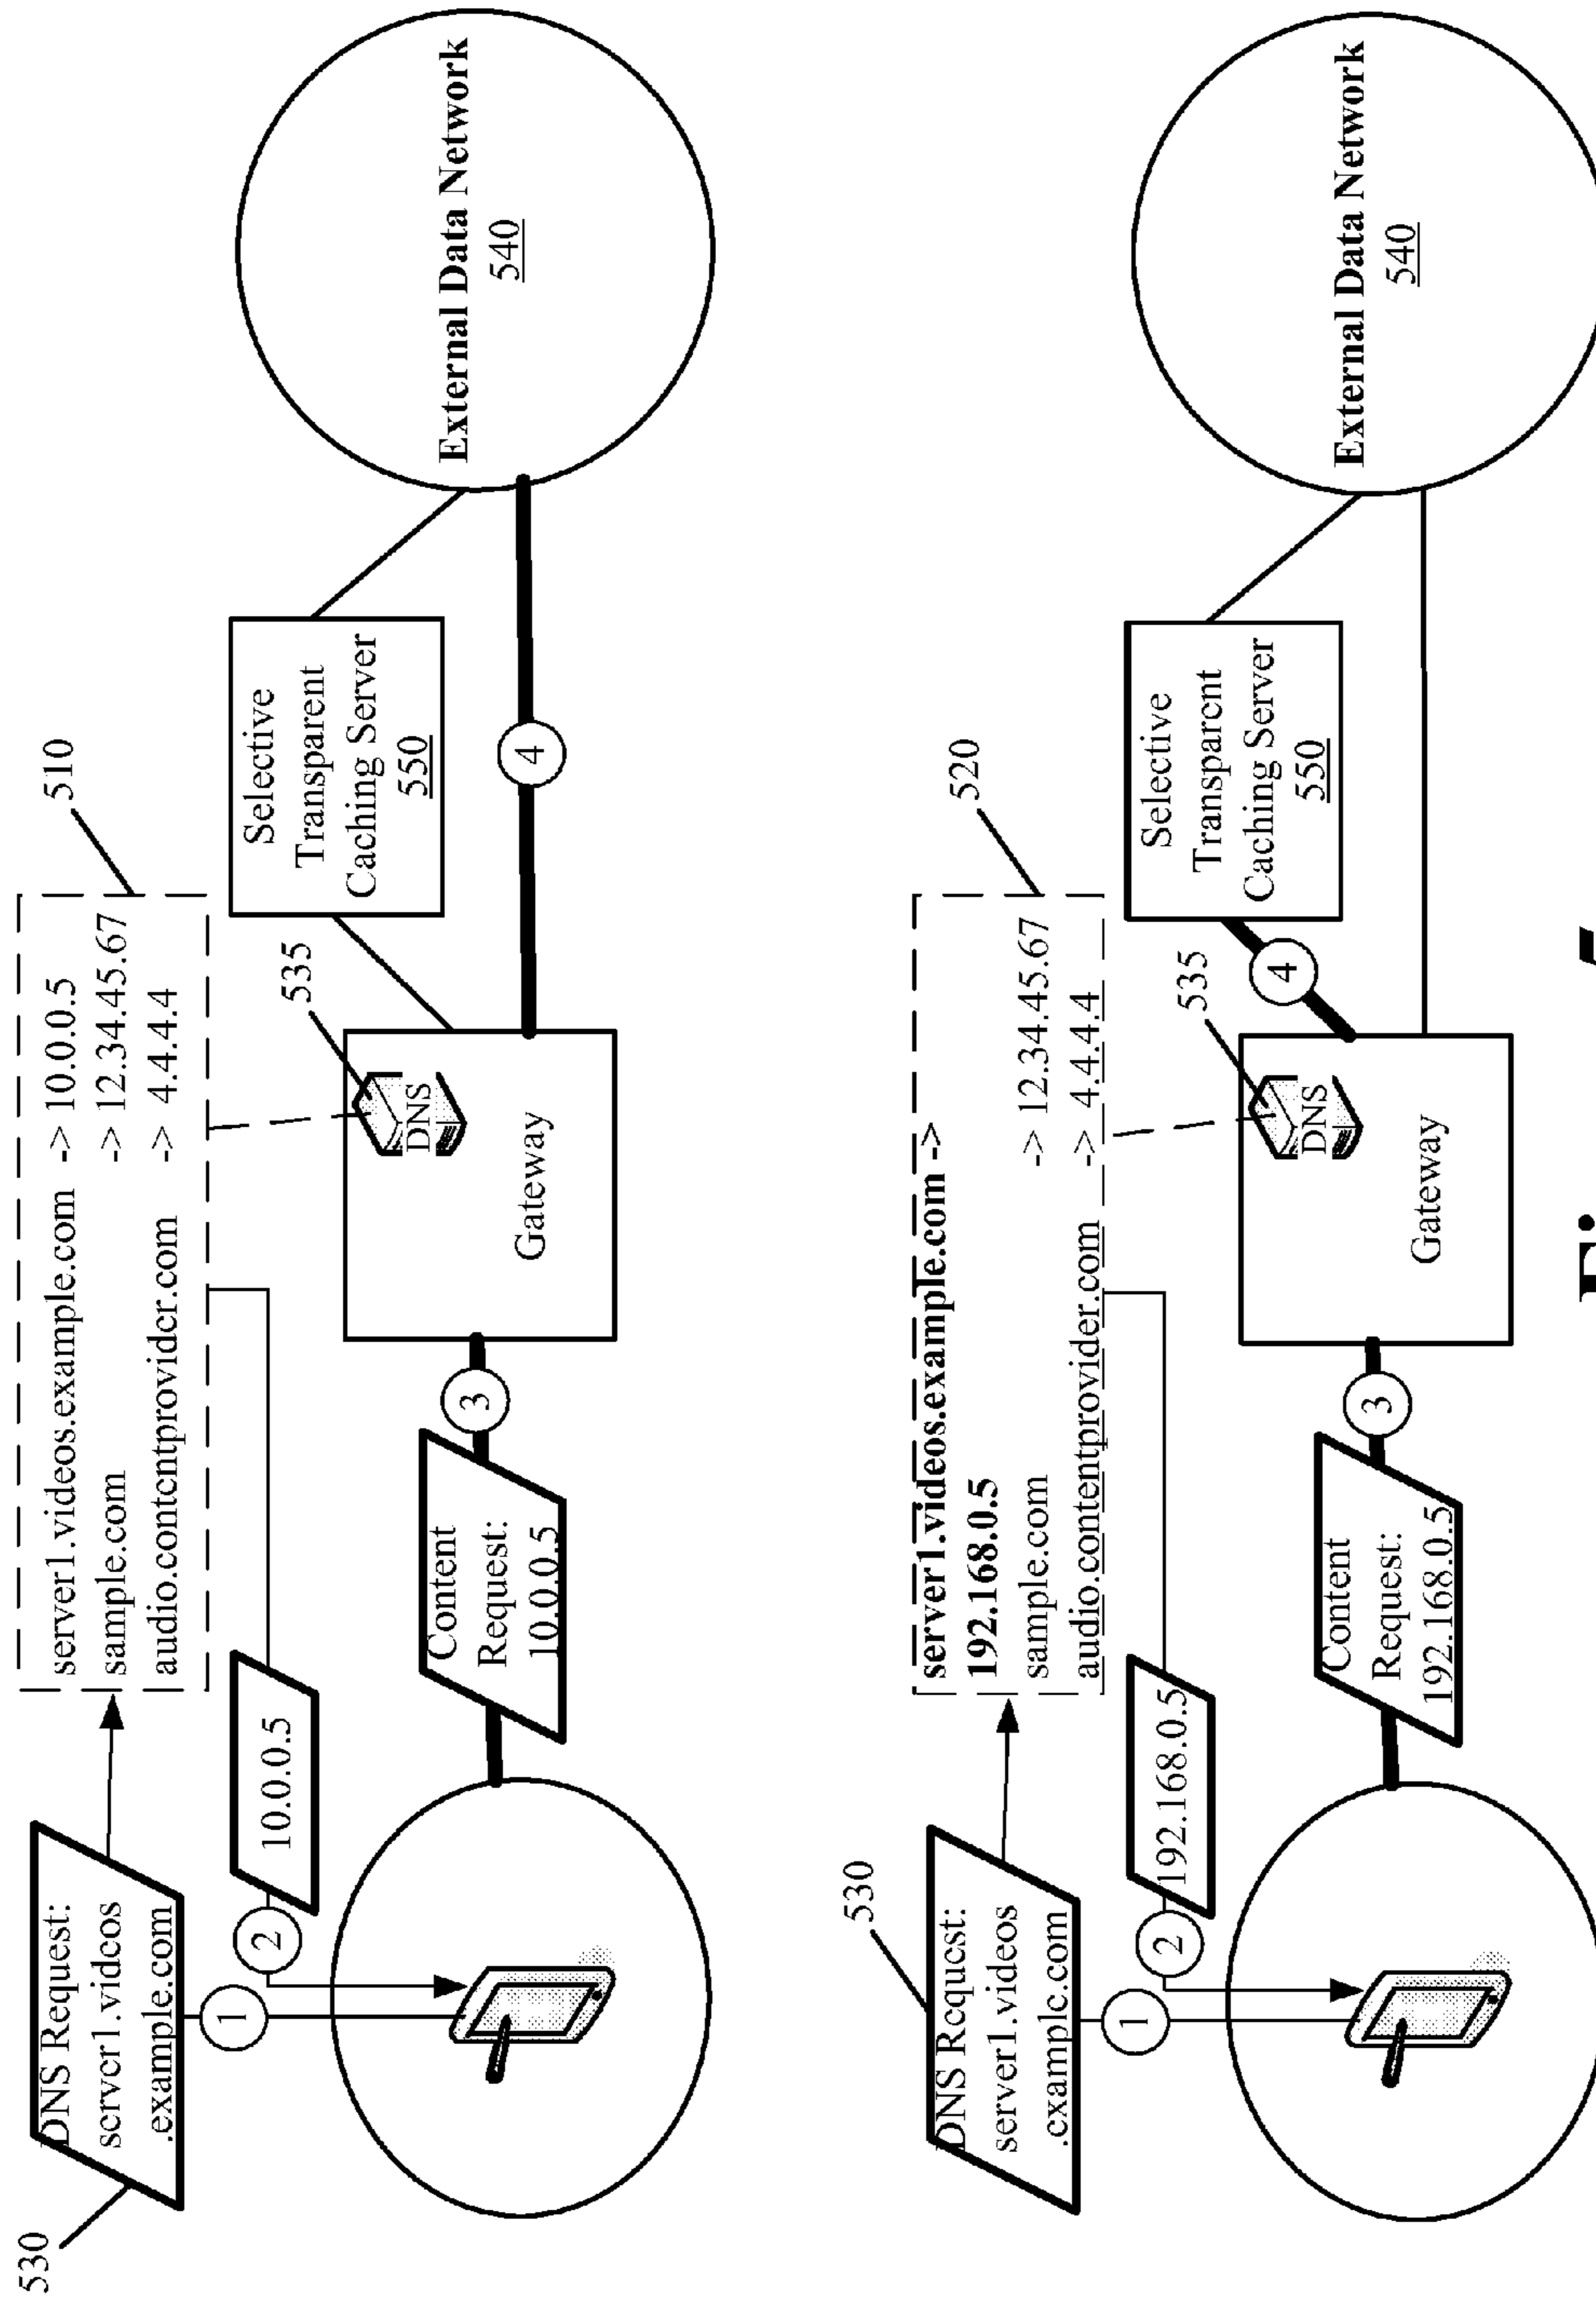 530
DNS Request:
server1.videos
.example.com
1
2
10.0.0.5
server1.videos.example.com -> 10.0.0.5
sample.com -> 12.34.45.67
audio.contentprovider.com -> 4.4.4.4
510
535
DNS
Gateway
Content
Request:
10.0.0.5
3
4
Selective
Transparent
Caching Server
550
External Data Network
540
530
DNS Request:
server1.videos
.example.com
1
2
192.168.0.5
server1.videos.example.com ->
192.168.0.5
sample.com -> 12.34.45.67
audio.contentprovider.com -> 4.4.4.4
520
535
DNS
Gateway
Content
Request:
192.168.0.5
3
4
Selective
Transparent
Caching Server
550
External Data Network
540